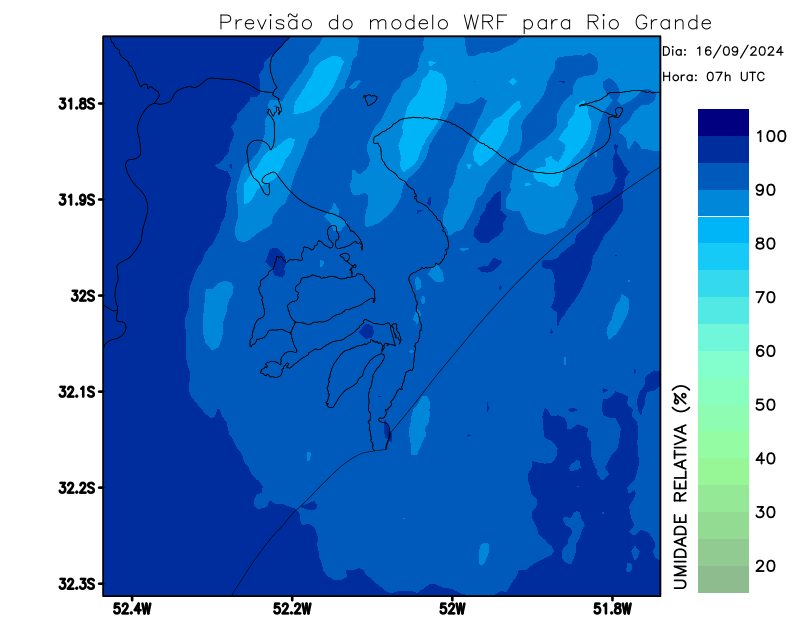 Previsão do modelo WRF para Rio Grande
Dia: 16/09/2024
Hora: 07h UTC
31.8S
31.9S
32S
32.1S
32.2S
32.3S
52.4W
52.2W
52W
51.8W
100
90
80
70
60
50
40
30
20
UMIDADE RELATIVA (%)